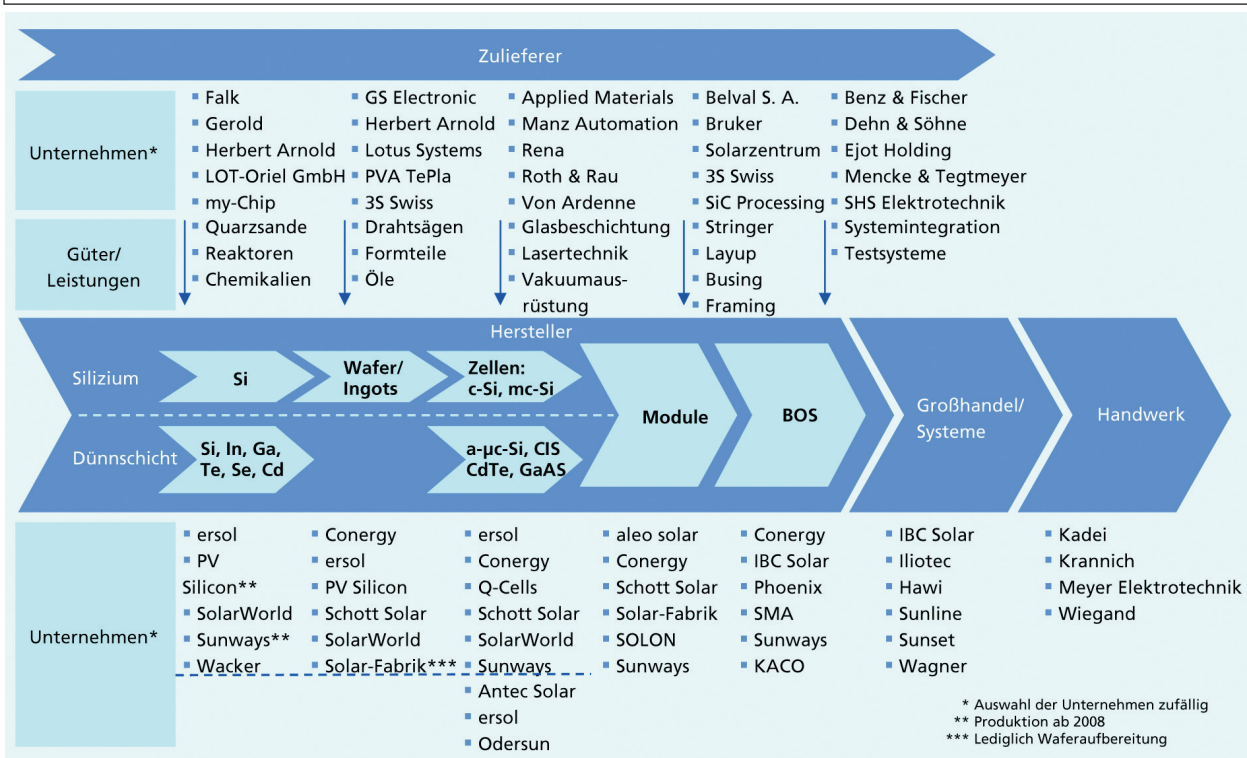 Zulieferer
Unternehmen*
Falk
Gerold
Herbert Arnold
LOT-Oriel GmbH
my-Chip
GS Electronic
Herbert Arnold
Lotus Systems
PVA TePla
3S Swiss
Applied Materials
Manz Automation
Rena
Roth & Rau
Von Ardenne
Belval S. A.
Bruker
Solarzentrum
3S Swiss
SiC Processing
Benz & Fischer
Dehn & Söhne
Ejot Holding
Mencke & Tegtmeyer
SHS Elektrotechnik
Güter/
Leistungen
Quarzsande
Reaktoren
Chemikalien
Drahtsägen
Formteile
Öle
Glasbeschichtung
Lasertechnik
Vakuumaus-
rüstung
Stringer
Layup
Busing
Framing
Systemintegration
Testsysteme
Hersteller
Silizium
Si
Wafer/
Ingots
Zellen:
c-Si, mc-Si
Dünnschicht
Si, In, Ga,
Te, Se, Cd
a-µc-Si, CIS
CdTe, GaAS
Module
BOS
Großhandel/
Systeme
Handwerk
Unternehmen*
ersol
PV
Silicon**
SolarWorld
Sunways**
Wacker
Conergy
ersol
PV Silicon
Schott Solar
SolarWorld
Solar-Fabrik***
ersol
Conergy
Q-Cells
Schott Solar
SolarWorld
Sunways
Antec Solar
ersol
Odersun
aleo solar
Conergy
Schott Solar
Solar-Fabrik
SOLON
Sunways
Conergy
IBC Solar
Phoenix
SMA
Sunways
KACO
IBC Solar
Iliotec
Hawi
Sunline
Sunset
Wagner
Kadei
Krannich
Meyer Elektrotechnik
Wiegand
* Auswahl der Unternehmen zufällig
** Produktion ab 2008
*** Lediglich Waferaufbereitung